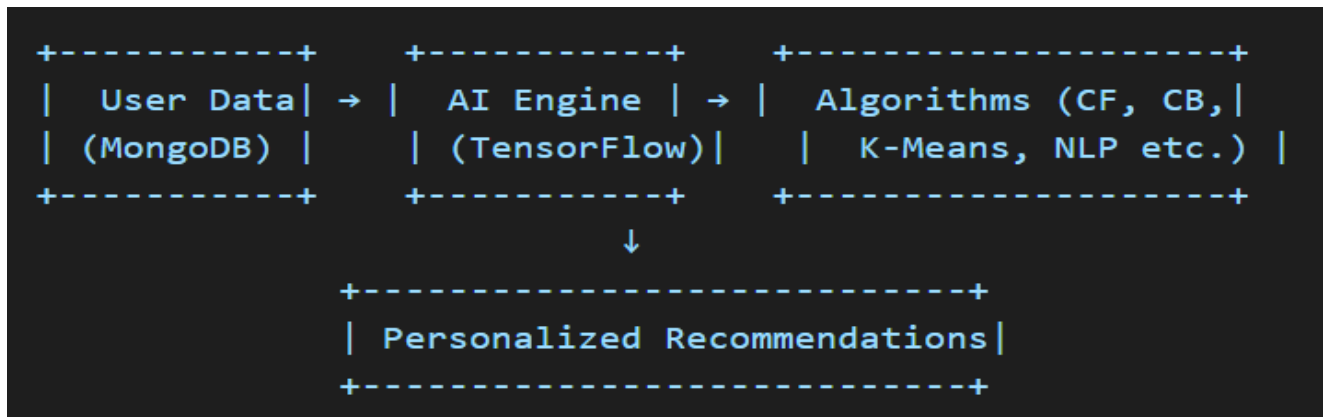 +-----------+    +-----------+    +--------------------+
|  User Data| → |  AI Engine | → |  Algorithms (CF, CB,|
| (MongoDB) |    | (TensorFlow)|   |  K-Means, NLP etc.) |
+-----------+    +-----------+    +--------------------+
↓
+----------------------------+
| Personalized Recommendations|
+----------------------------+